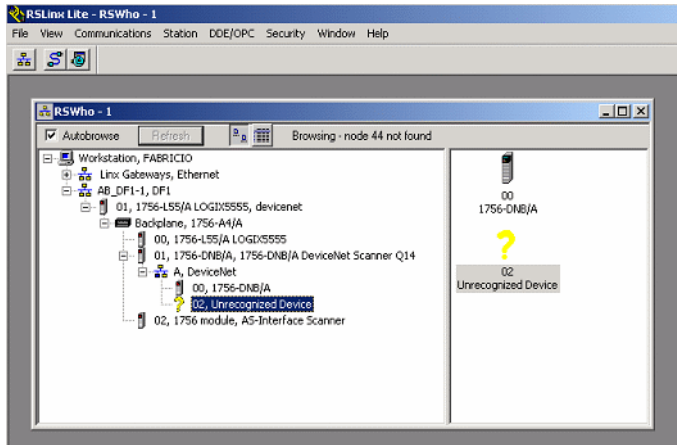 RSLinx Lite - RSWho - 1
File View Communications Station DDE/OPC Security Window Help
RSWho - 1
Autobrowse Refresh Browsing - node 44 not found
Workstation, FABRICIO
Linx Gateways, Ethernet
AB_DF1-1, DF1
01, 1756-L55/A LOGIX5555, devicenet
Backplane, 1756-A4/A
00, 1756-L55/A LOGIX5555
01, 1756-DNB/A, 1756-DNB/A DeviceNet Scanner Q14
A, DeviceNet
00, 1756-DNB/A
02, Unrecognized Device
02, 1756 module, AS-Interface Scanner
00
1756-DNB/A
02
Unrecognized Device